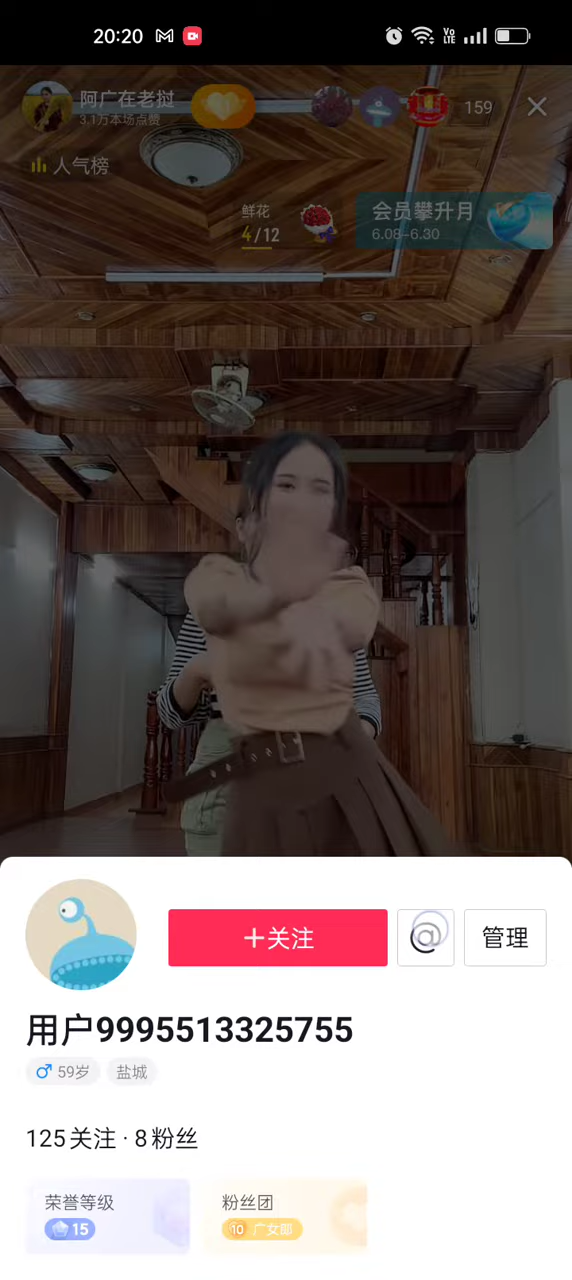 20:20
VoLTE
阿广在老挝
3.1万本场点赞
159
人气榜
鲜花
4/12
会员攀升月
6.08-6.30
关注
@
管理
用户9995513325755
59岁 盐城
125关注 · 8粉丝
荣誉等级 粉丝团
15 10 广女郎